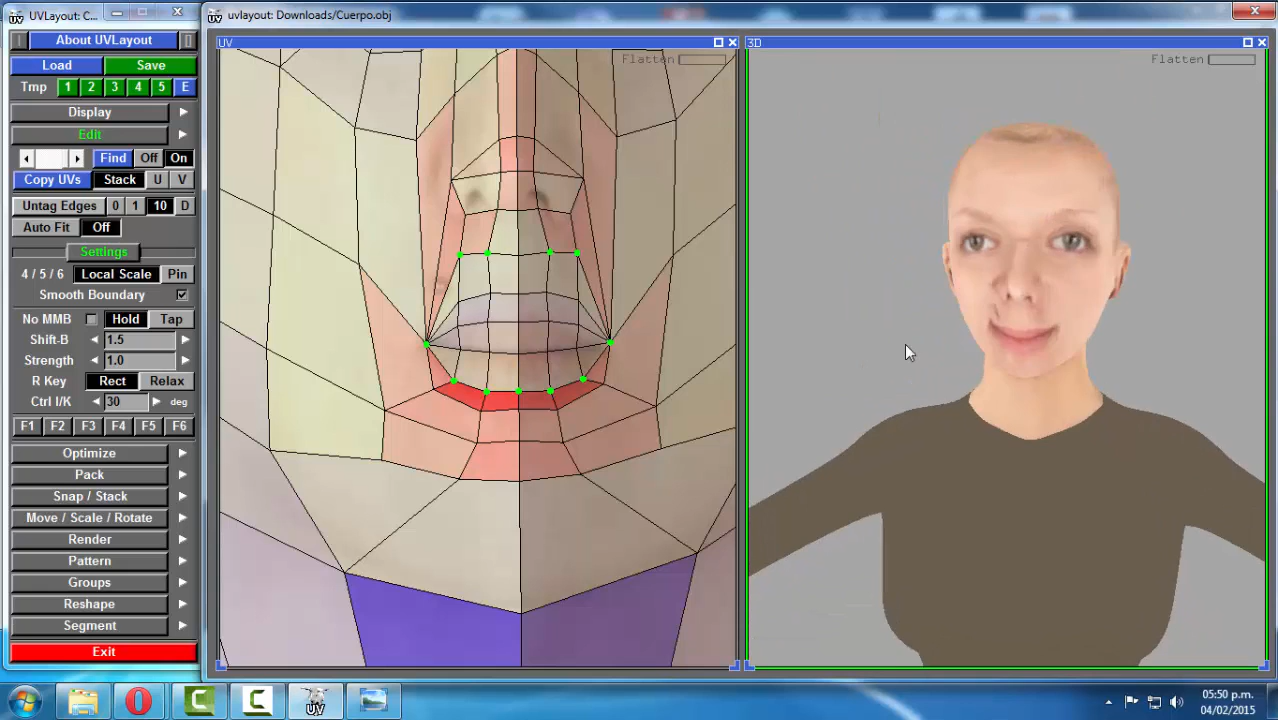 UVLayout: C...
About UVLayout
Load Save
Tmp 1 2 3 4 5 E
Display
Edit
Find Off On
Copy UVs Stack U V
Untag Edges 0 1 10 D
Auto Fit Off
Settings
4 / 5 / 6 Local Scale Pin
Smooth Boundary
No MMB Hold Tap
Shift-B 1.5
Strength 1.0
R Key Rect Relax
Ctrl I/K 30 deg
F1 F2 F3 F4 F5 F6
Optimize
Pack
Snap / Stack
Move / Scale / Rotate
Render
Pattern
Groups
Reshape
Segment
Exit
uvlayout: Downloads/Cuerpo.obj
UV
Flatten
3D
Flatten
UV
05:50 p.m.
04/02/2015